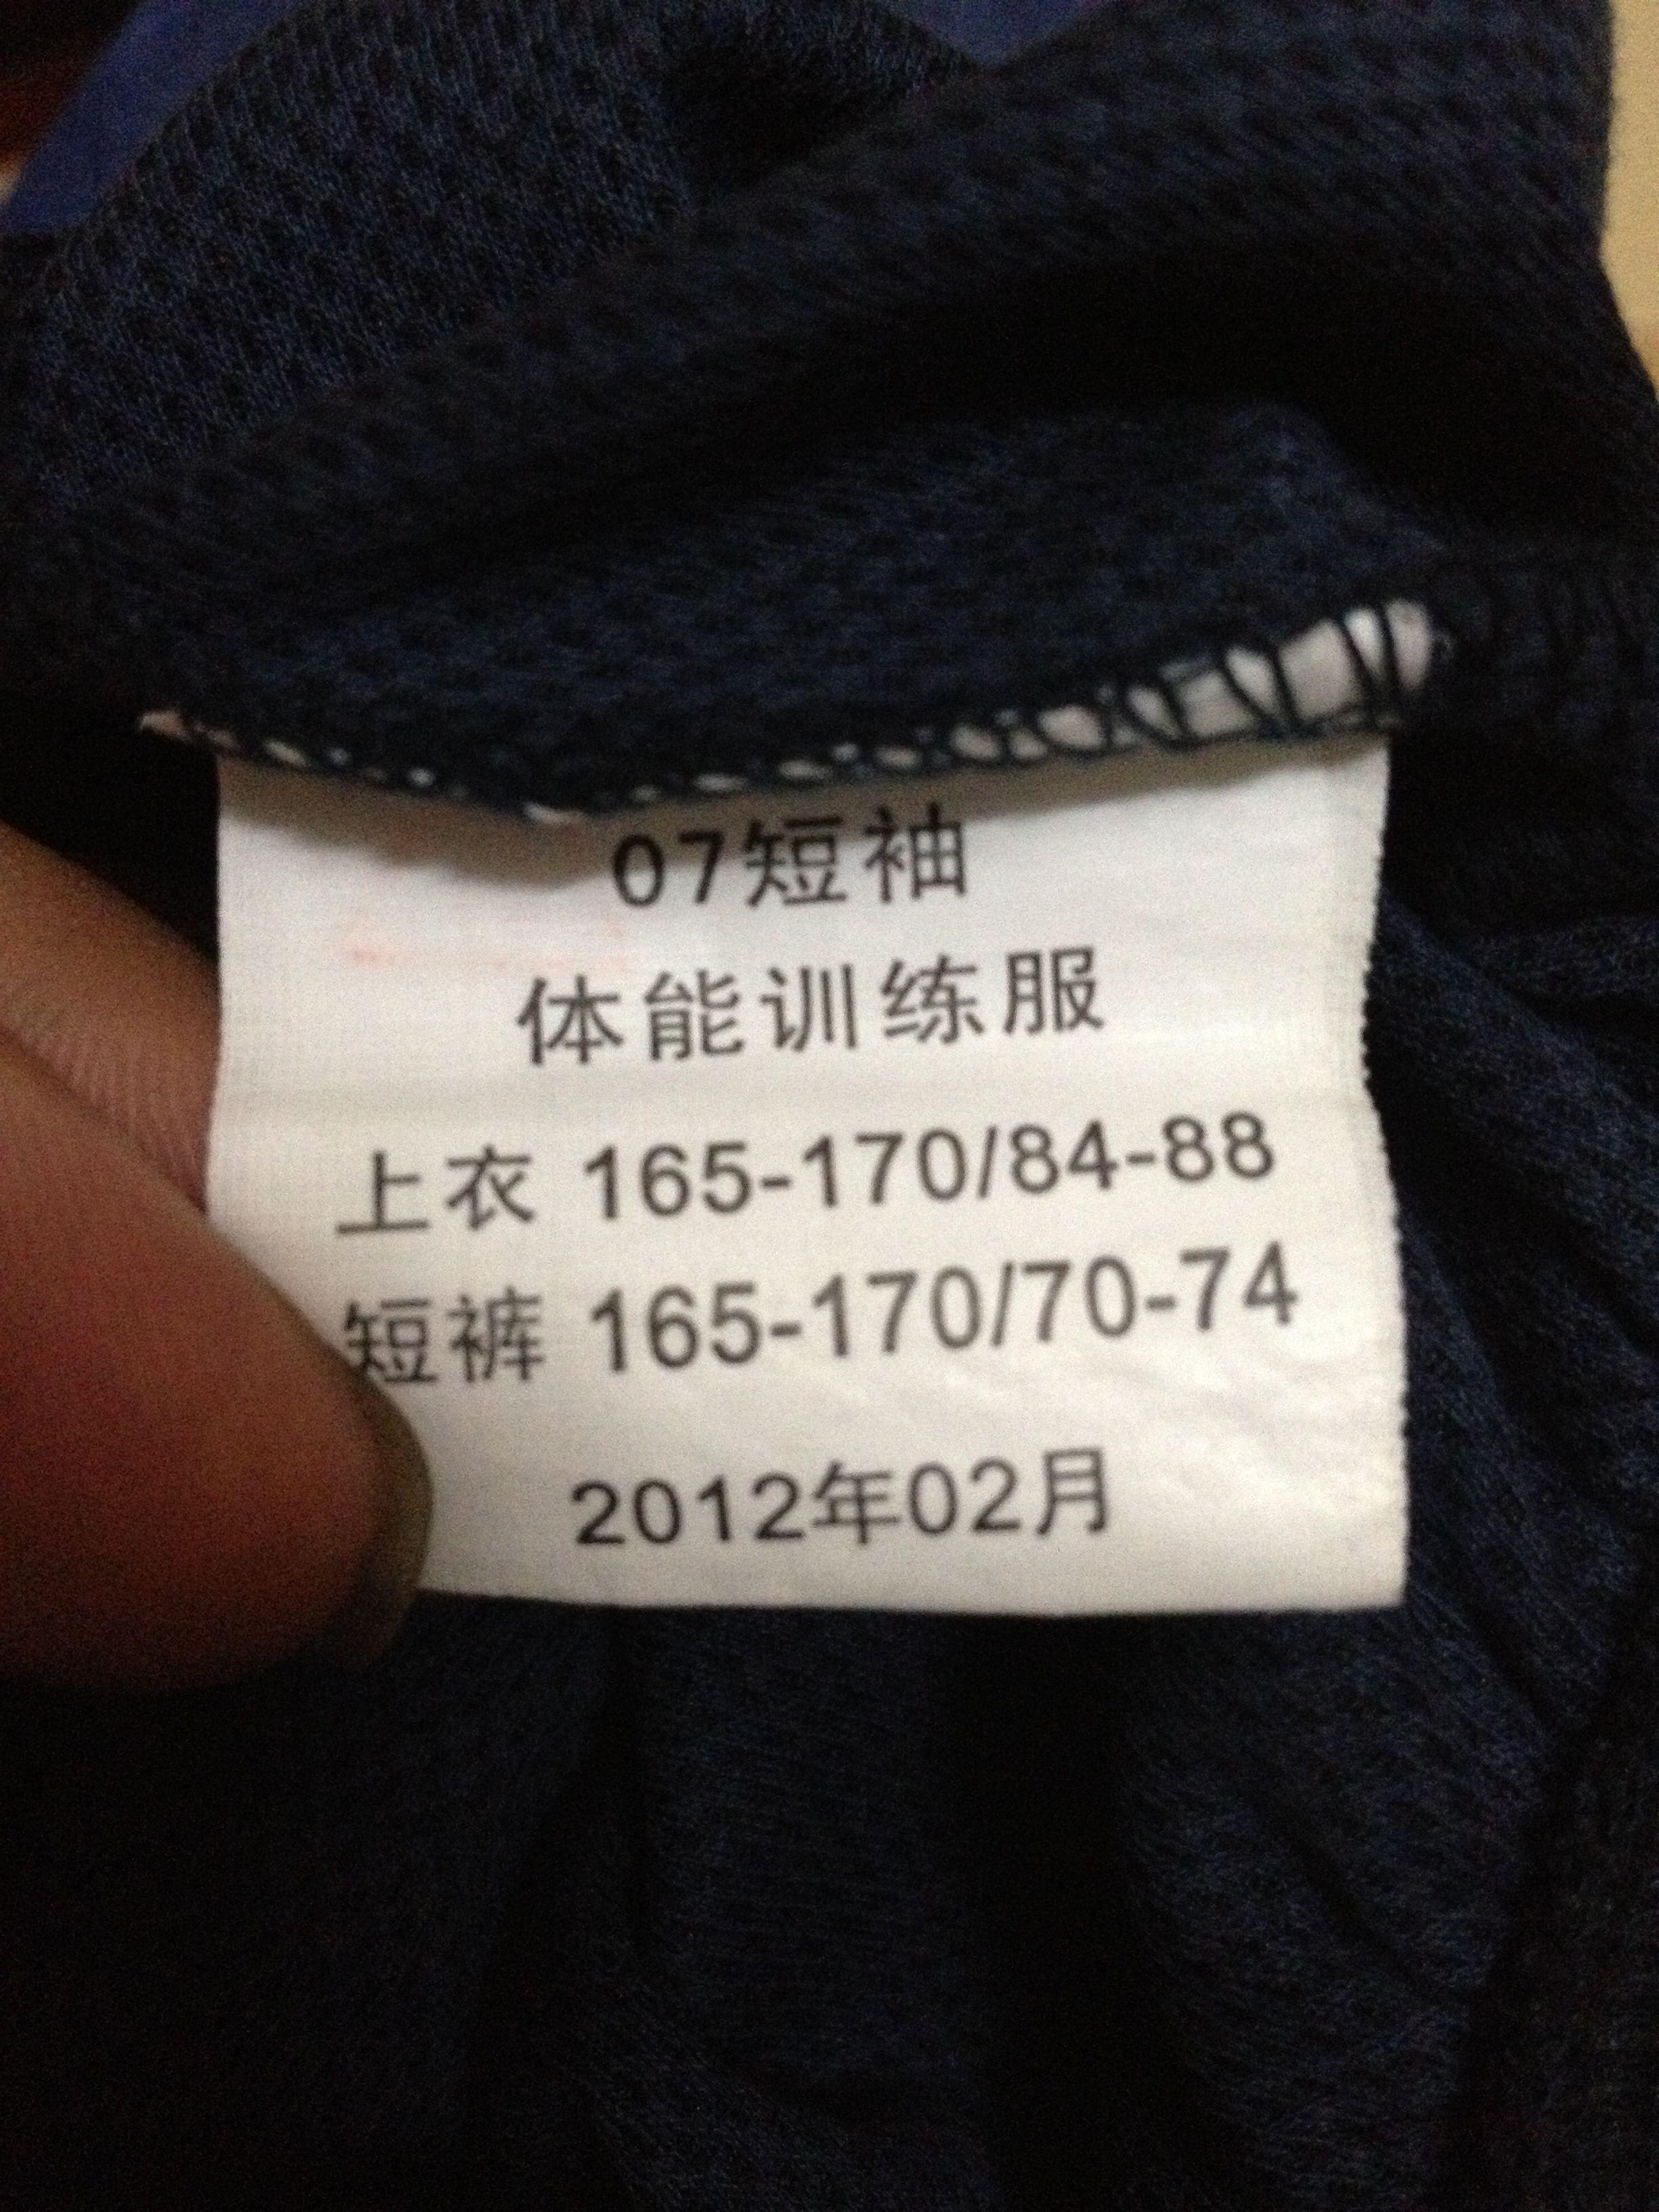 07短袖
体能训练服
上衣 165-170/84-88
短裤 165-170/70-74
2012年02月